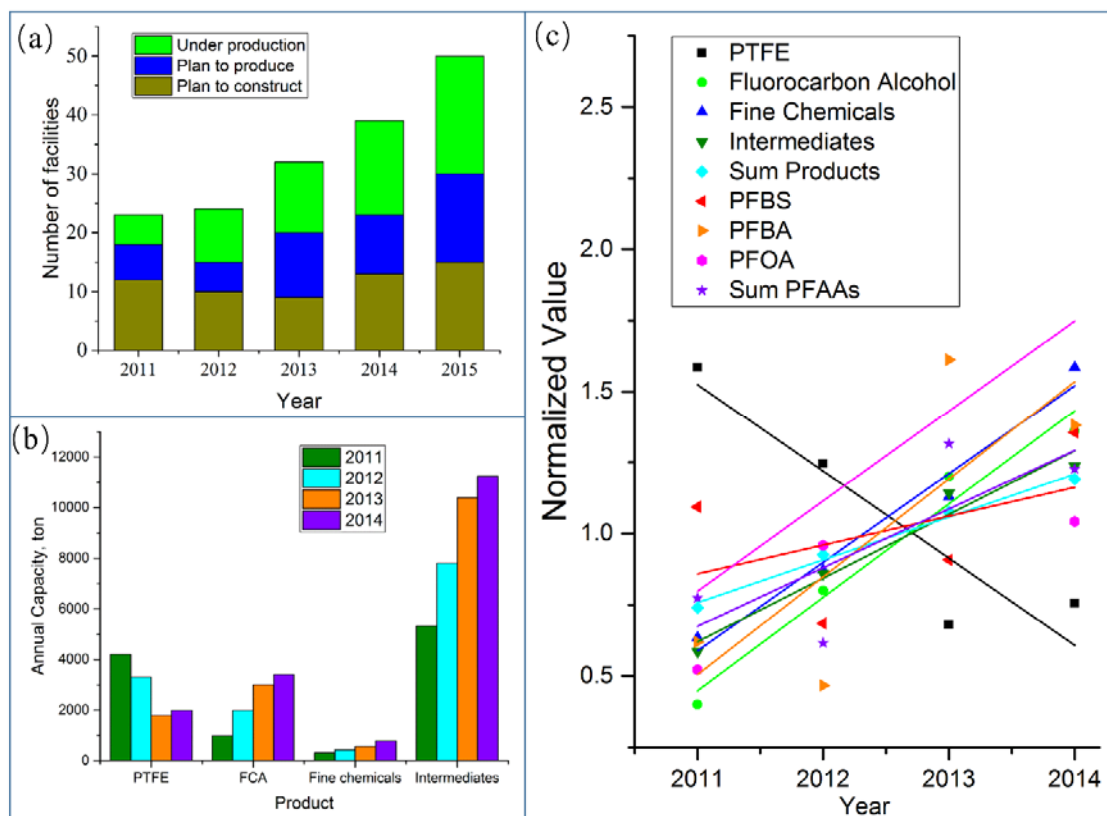 (a)
Under production
Plan to produce
Plan to construct
50
40
30
20
10
0
Number of facilities
2011 2012 2013 2014 2015
Year
(b)
2011
2012
2013
2014
12000
10000
8000
6000
4000
2000
0
Annual Capacity, ton
PTFE FCA Fine chemicals Intermediates
Product
(c)
PTFE
Fluorocarbon Alcohol
Fine Chemicals
Intermediates
Sum Products
PFBS
PFBA
PFOA
Sum PFAAs
2.5
2.0
1.5
1.0
0.5
Normalized Value
2011 2012 2013 2014
Year